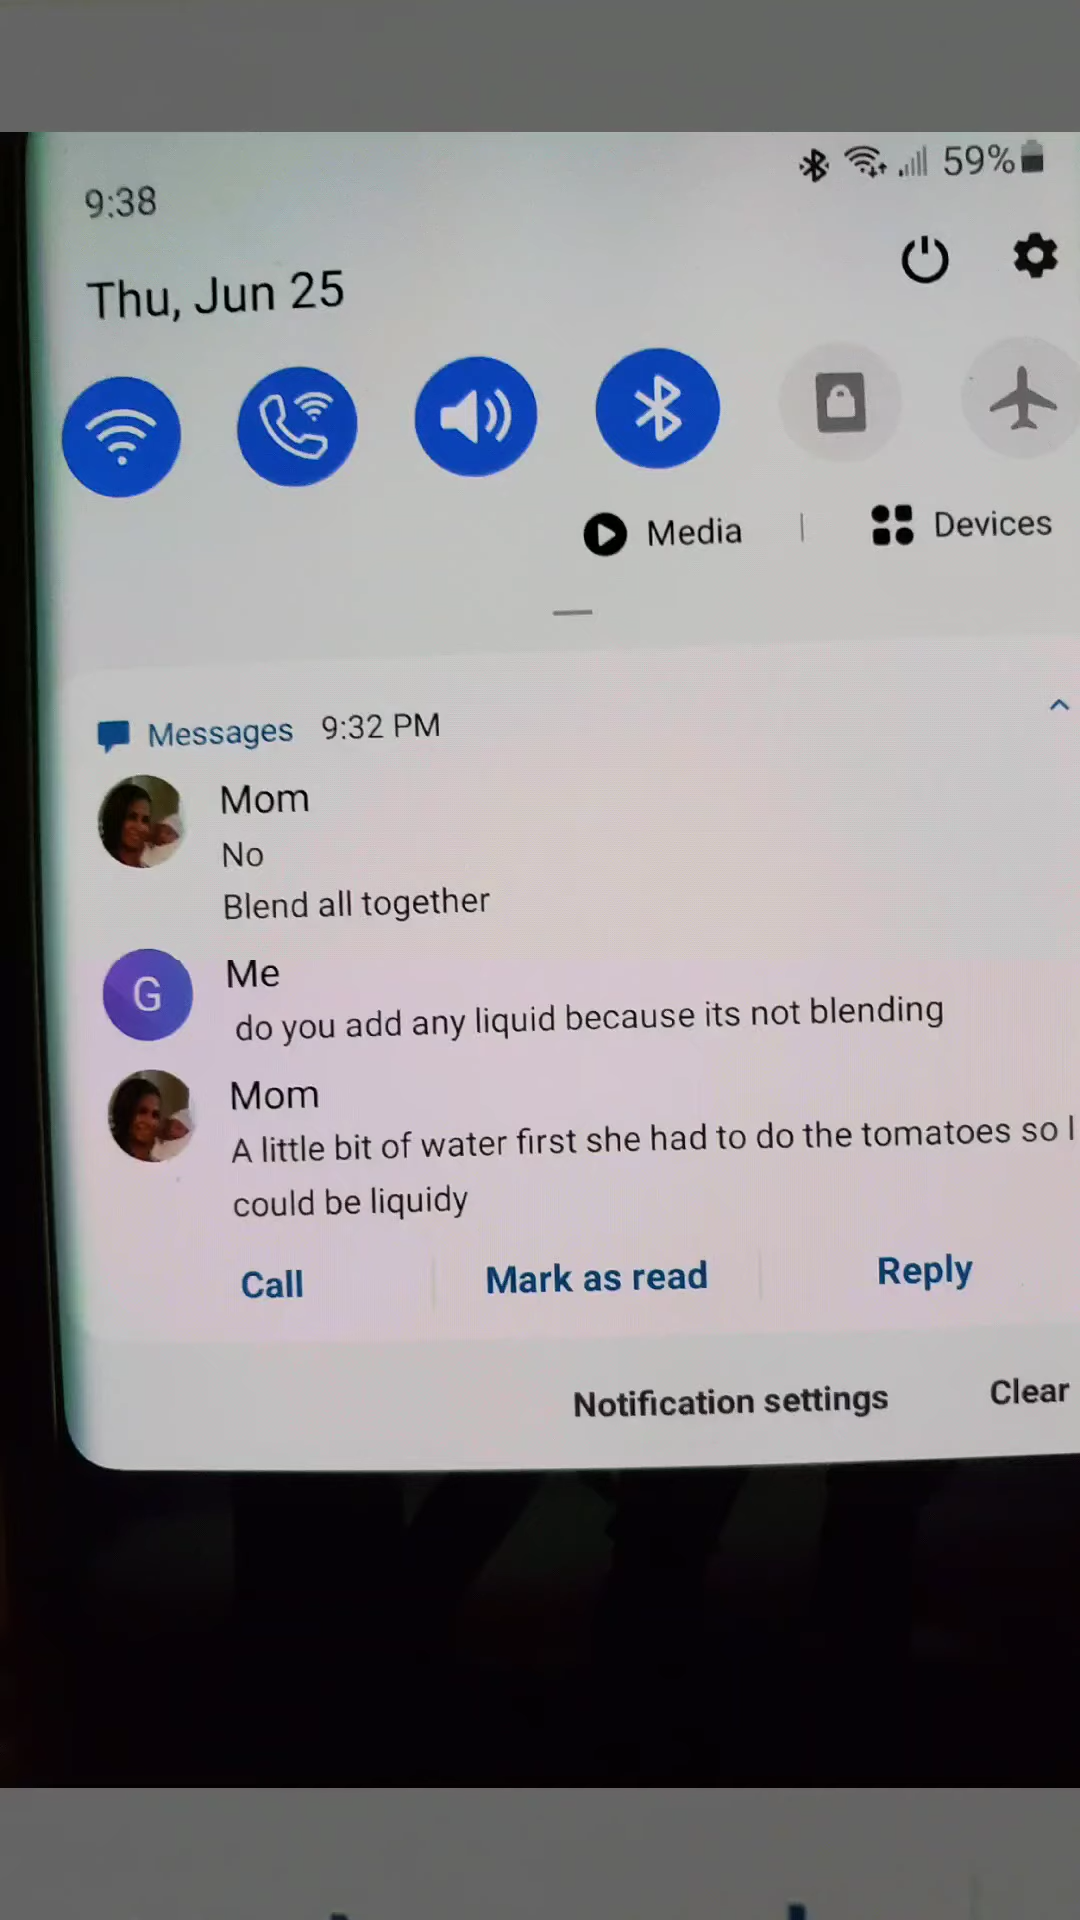 59%
9:38
Thu, Jun 25
Media | Devices
Messages 9:32 PM
Mom
No
Blend all together
G
Me
do you add any liquid because its not blending
Mom
A little bit of water first she had to do the tomatoes so I
could be liquidy
Call Mark as read Reply
Notification settings Clear